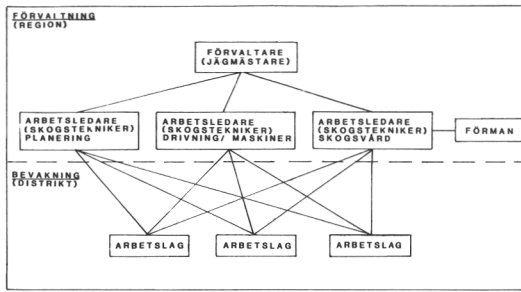 FÖRVALTNING
(REGION)
FÖRVALTARE
(JÄGMÄSTARE)
ARBETSLEDARE
(SKOGSTEKNIKER)
PLANERING
ARBETSLEDARE
(SKOGSTEKNIKER)
DRIVNING/MASKINER
ARBETSLEDARE
(SKOGSTEKNIKER)
SKOGSVÅRD
FÖRMAN
BEVAKNING
(DISTRIKT)
ARBETSLAG
ARBETSLAG
ARBETSLAG